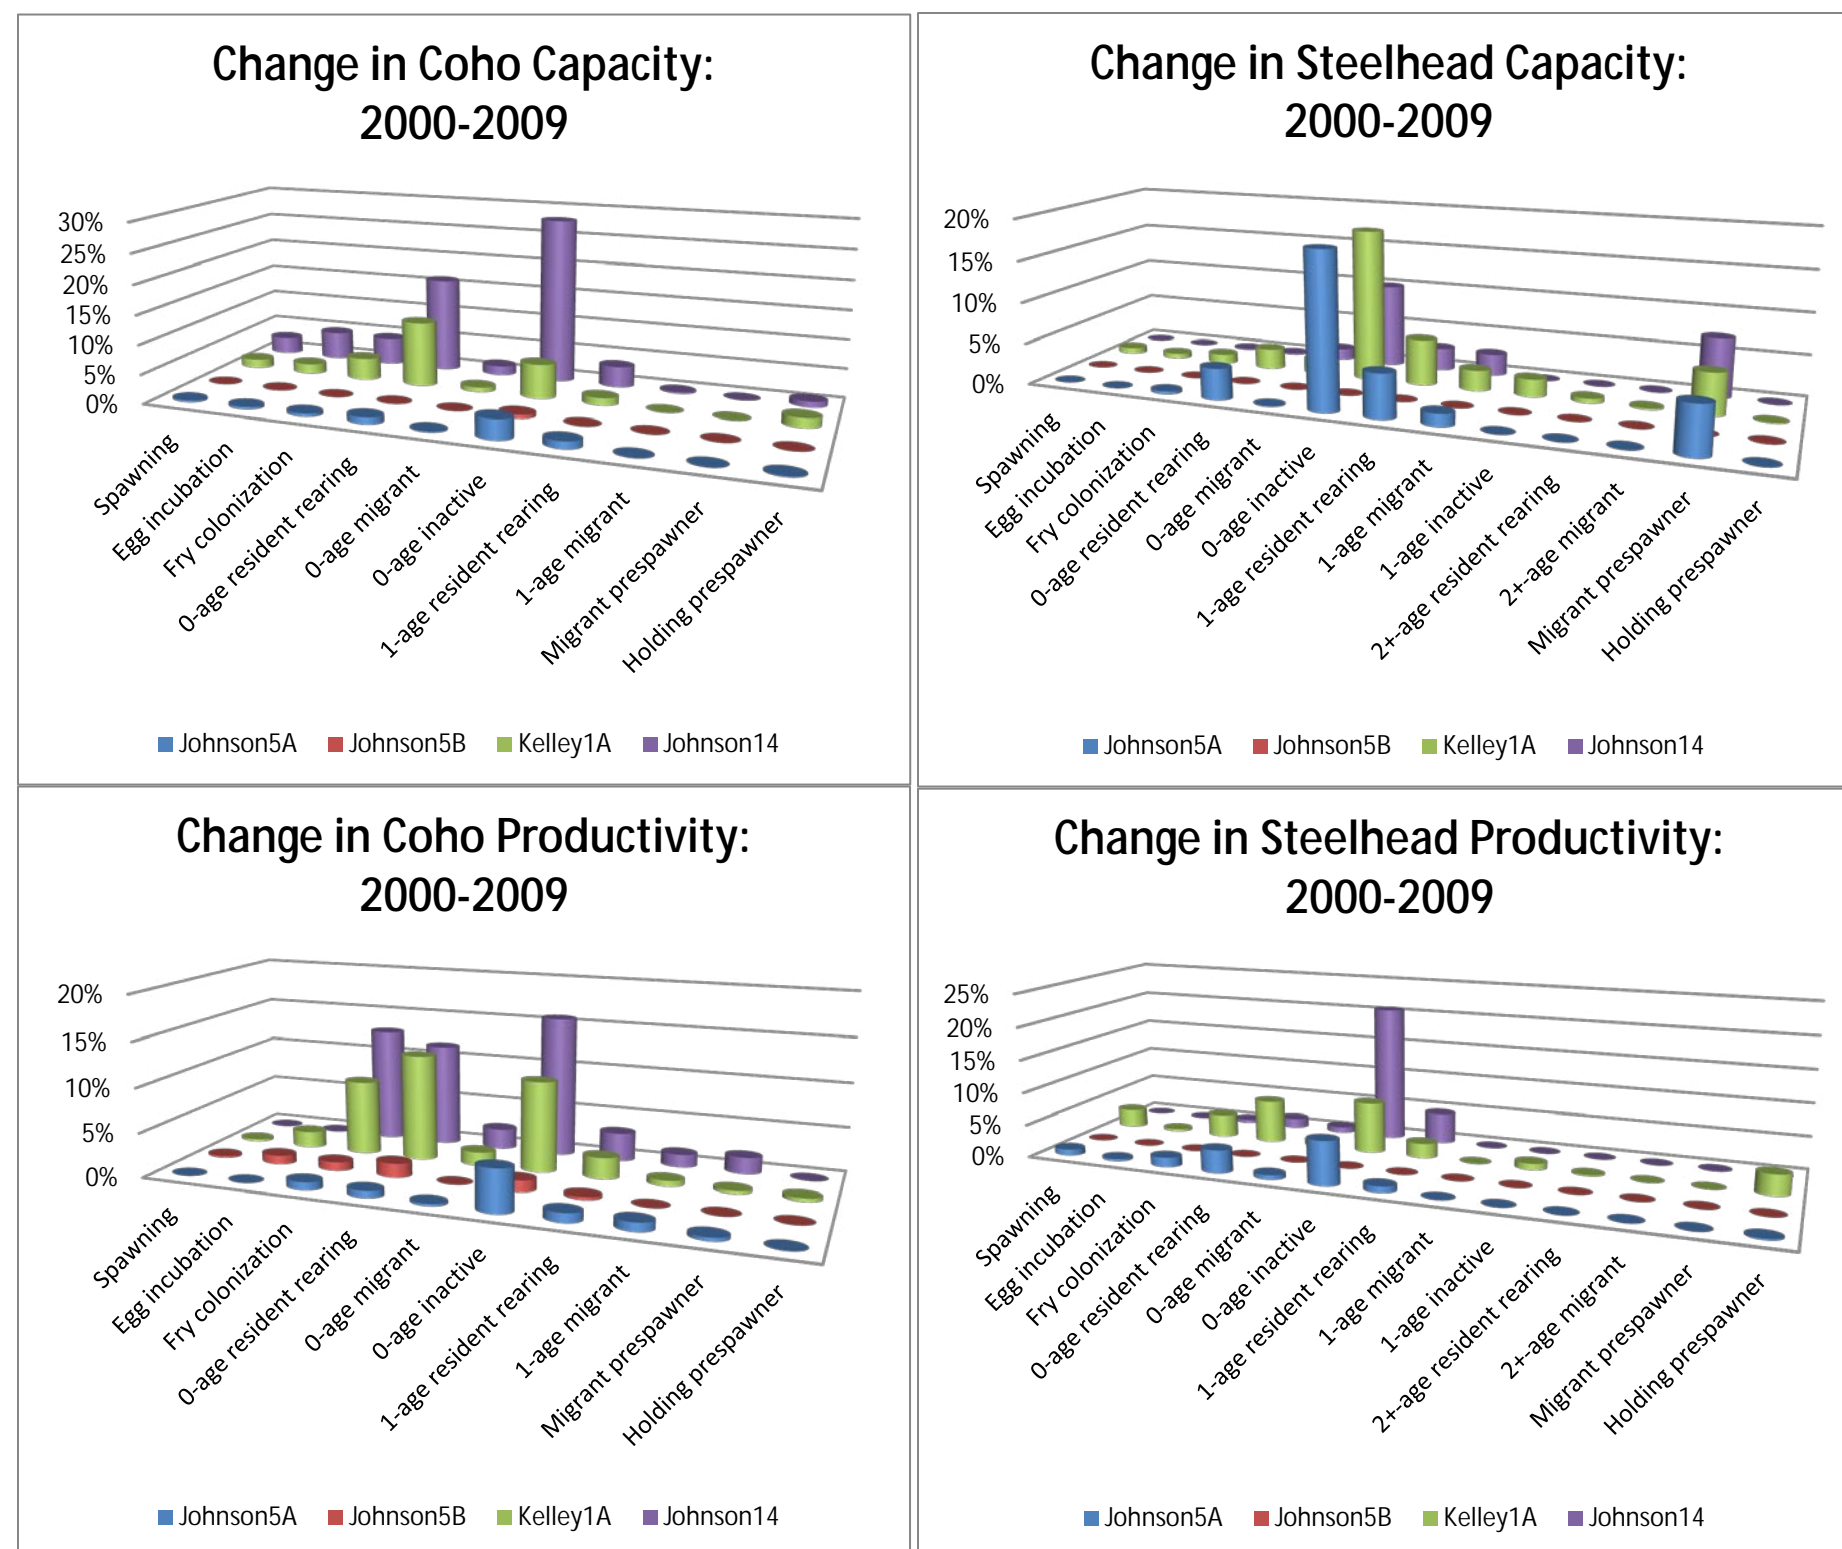 Change in Coho Capacity:
2000-2009
30%
25%
20%
15%
10%
5%
0%
Spawning
Egg incubation
Fry colonization
0-age resident rearing
0-age migrant
0-age inactive
1-age resident rearing
1-age migrant
Migrant prespawner
Holding prespawner
Johnson5A Johnson5B Kelley1A Johnson14
Change in Steelhead Capacity:
2000-2009
20%
15%
10%
5%
0%
Spawning
Egg incubation
Fry colonization
0-age resident rearing
0-age migrant
0-age inactive
1-age resident rearing
1-age migrant
1-age inactive
2+-age resident rearing
2+-age migrant
Migrant prespawner
Holding prespawner
Johnson5A Johnson5B Kelley1A Johnson14
Change in Coho Productivity:
2000-2009
20%
15%
10%
5%
0%
Spawning
Egg incubation
Fry colonization
0-age resident rearing
0-age migrant
0-age inactive
1-age resident rearing
1-age migrant
Migrant prespawner
Holding prespawner
Johnson5A Johnson5B Kelley1A Johnson14
Change in Steelhead Productivity:
2000-2009
25%
20%
15%
10%
5%
0%
Spawning
Egg incubation
Fry colonization
0-age resident rearing
0-age migrant
0-age inactive
1-age resident rearing
1-age migrant
1-age inactive
2+-age resident rearing
2+-age migrant
Migrant prespawner
Holding prespawner
Johnson5A Johnson5B Kelley1A Johnson14